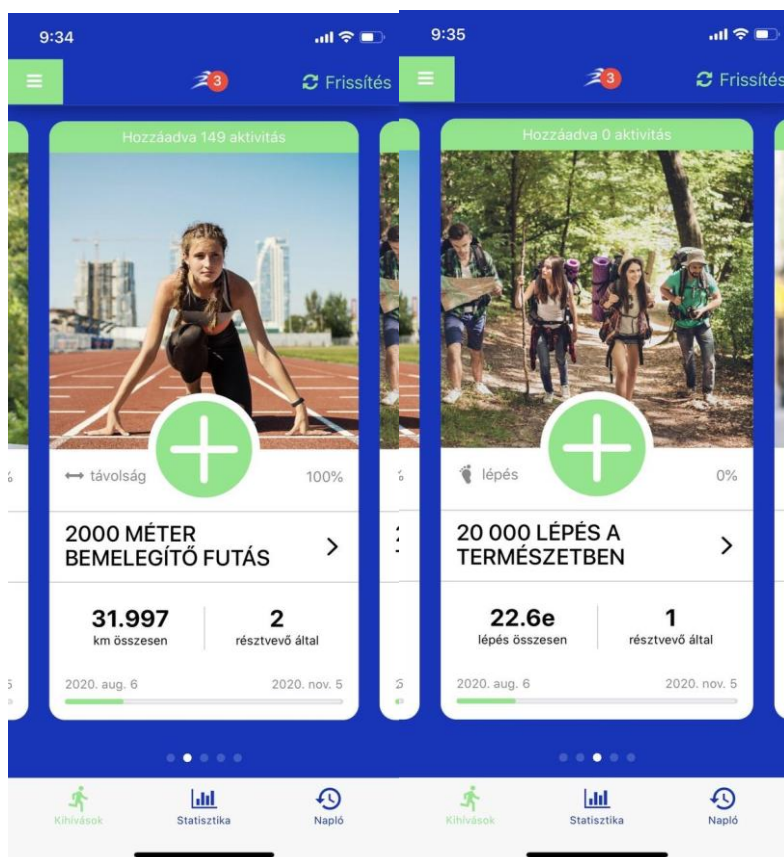 9:34
3
Frissítés
Hozzáadva 149 aktivitás
távolság
100%
2000 MÉTER
BEMELEGÍTŐ FUTÁS
31.997
km összesen
2
résztvevő által
2020. aug. 6
2020. nov. 5
Kihívások
Statisztika
Napló
9:35
3
Frissítés
Hozzáadva 0 aktivitás
lépés
0%
20 000 LÉPÉS A
TERMÉSZETBEN
22.6e
lépés összesen
1
résztvevő által
2020. aug. 6
2020. nov. 5
Kihívások
Statisztika
Napló